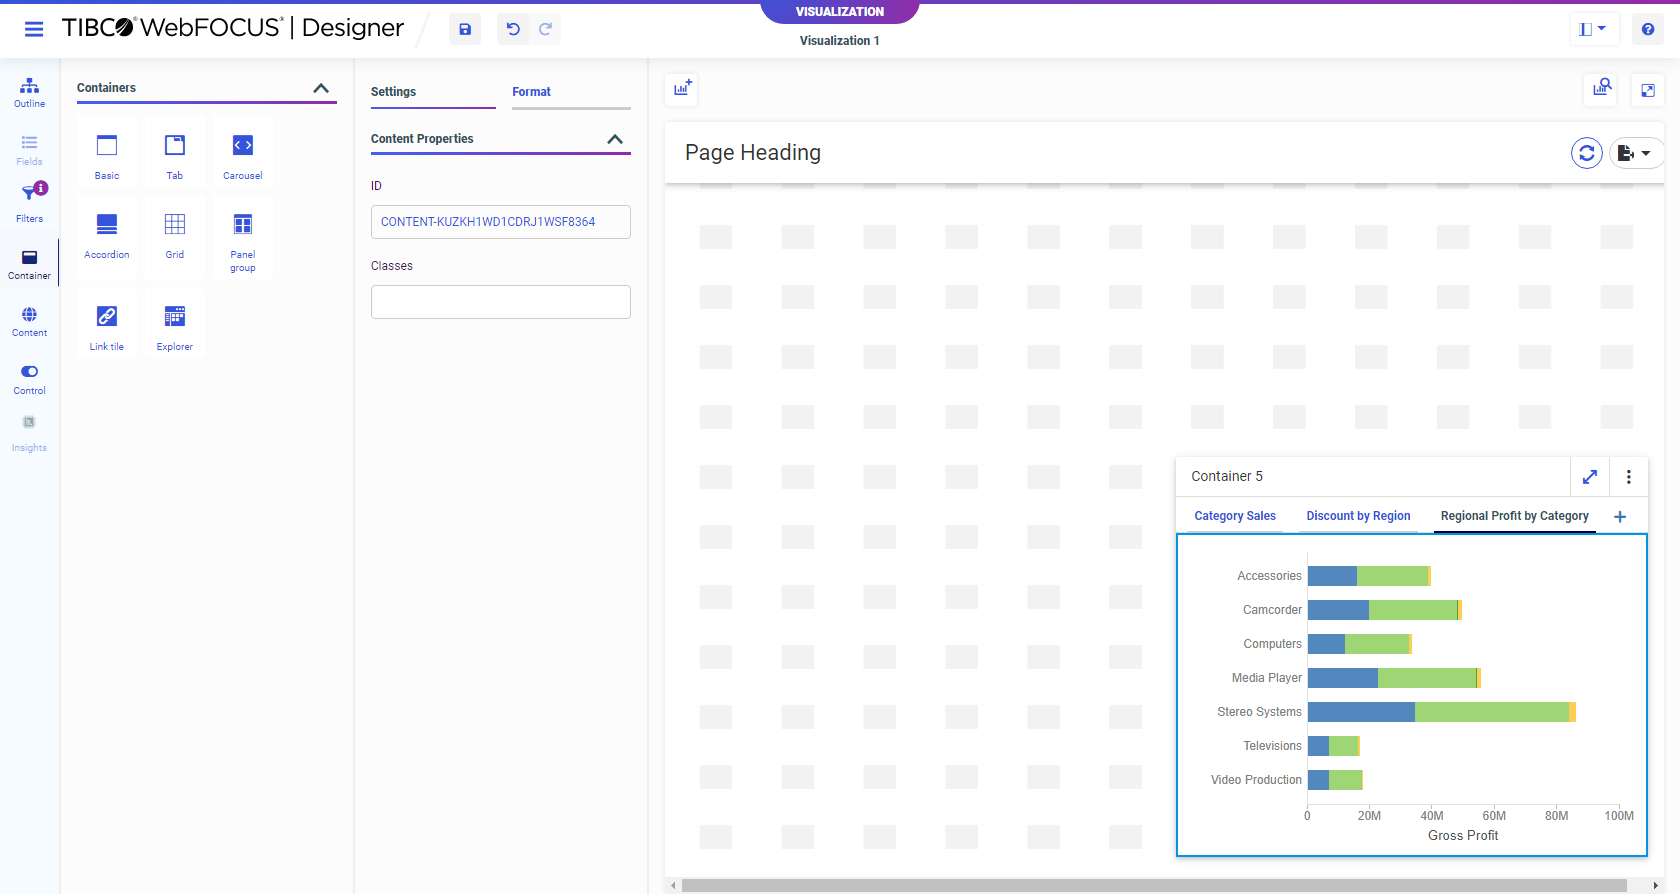 VISUALIZATION
TIBCO® WebFOCUS® | Designer
Visualization 1
Outline
Fields
Filters
Container
Content
Control
Insights
Containers
Basic
Tab
Carousel
Accordion
Grid
Panel
group
Link tile
Explorer
Settings
Format
Content Properties
ID
CONTENT-KUZKH1WD1CDRJ1WSF8364
Classes
Page Heading
Container 5
Category Sales
Discount by Region
Regional Profit by Category
Accessories
Camcorder
Computers
Media Player
Stereo Systems
Televisions
Video Production
0 20M 40M 60M 80M 100M
Gross Profit